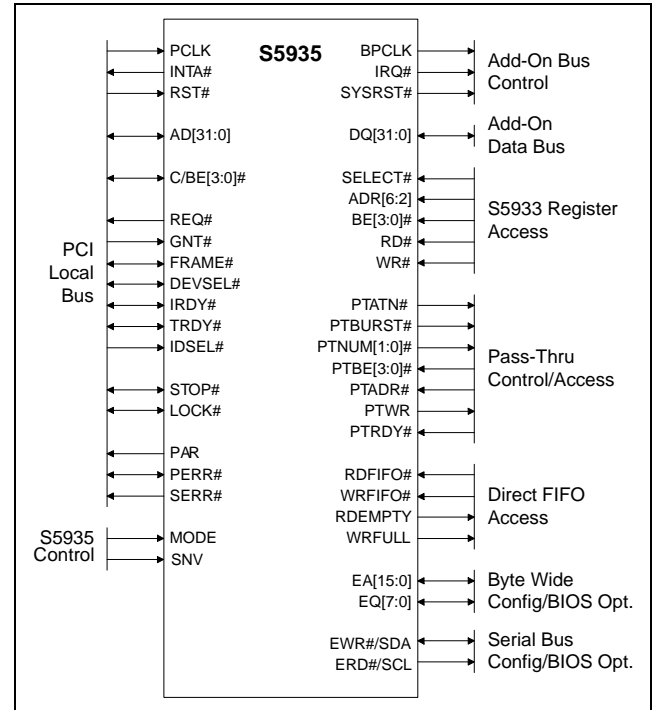 S5935
PCI
Local
Bus
PCLK
INTA#
RST#
AD[31:0]
C/BE[3:0]#
REQ#
GNT#
FRAME#
DEVSEL#
IRDY#
TRDY#
IDSEL#
STOP#
LOCK#
PAR
PERR#
SERR#
S5935
Control
MODE
SNV
BPCLK
IRQ#
SYSRST#
Add-On Bus
Control
DQ[31:0]
Add-On
Data Bus
SELECT#
ADR[6:2]
BE[3:0]#
RD#
WR#
S5933 Register
Access
PTATN#
PTBURST#
PTNUM[1:0]#
PTBE[3:0]#
PTADR#
PTWR
PTRDY#
Pass-Thru
Control/Access
RDFIFO#
WRFIFO#
RDEMPTY
WRFULL
Direct FIFO
Access
EA[15:0]
EQ[7:0]
Byte Wide
Config/BIOS Opt.
EWR#/SDA
ERD#/SCL
Serial Bus
Config/BIOS Opt.